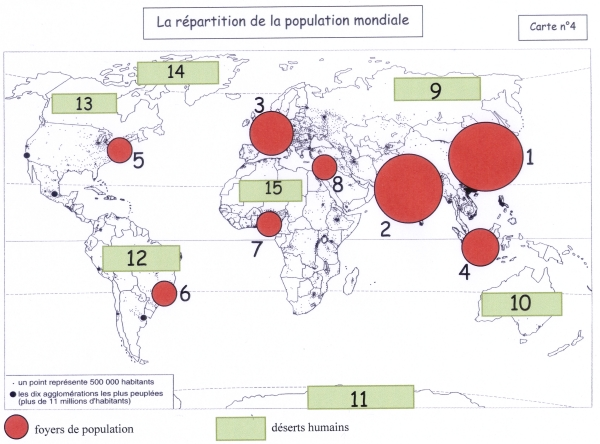 La répartition de la population mondiale
Carte n°4
14
13
9
3
5
1
15
8
2
7
4
12
6
10
11
. un point représente 500 000 habitants
● les dix agglomérations les plus peuplées
(plus de 11 millions d'habitants)
foyers de population
déserts humains